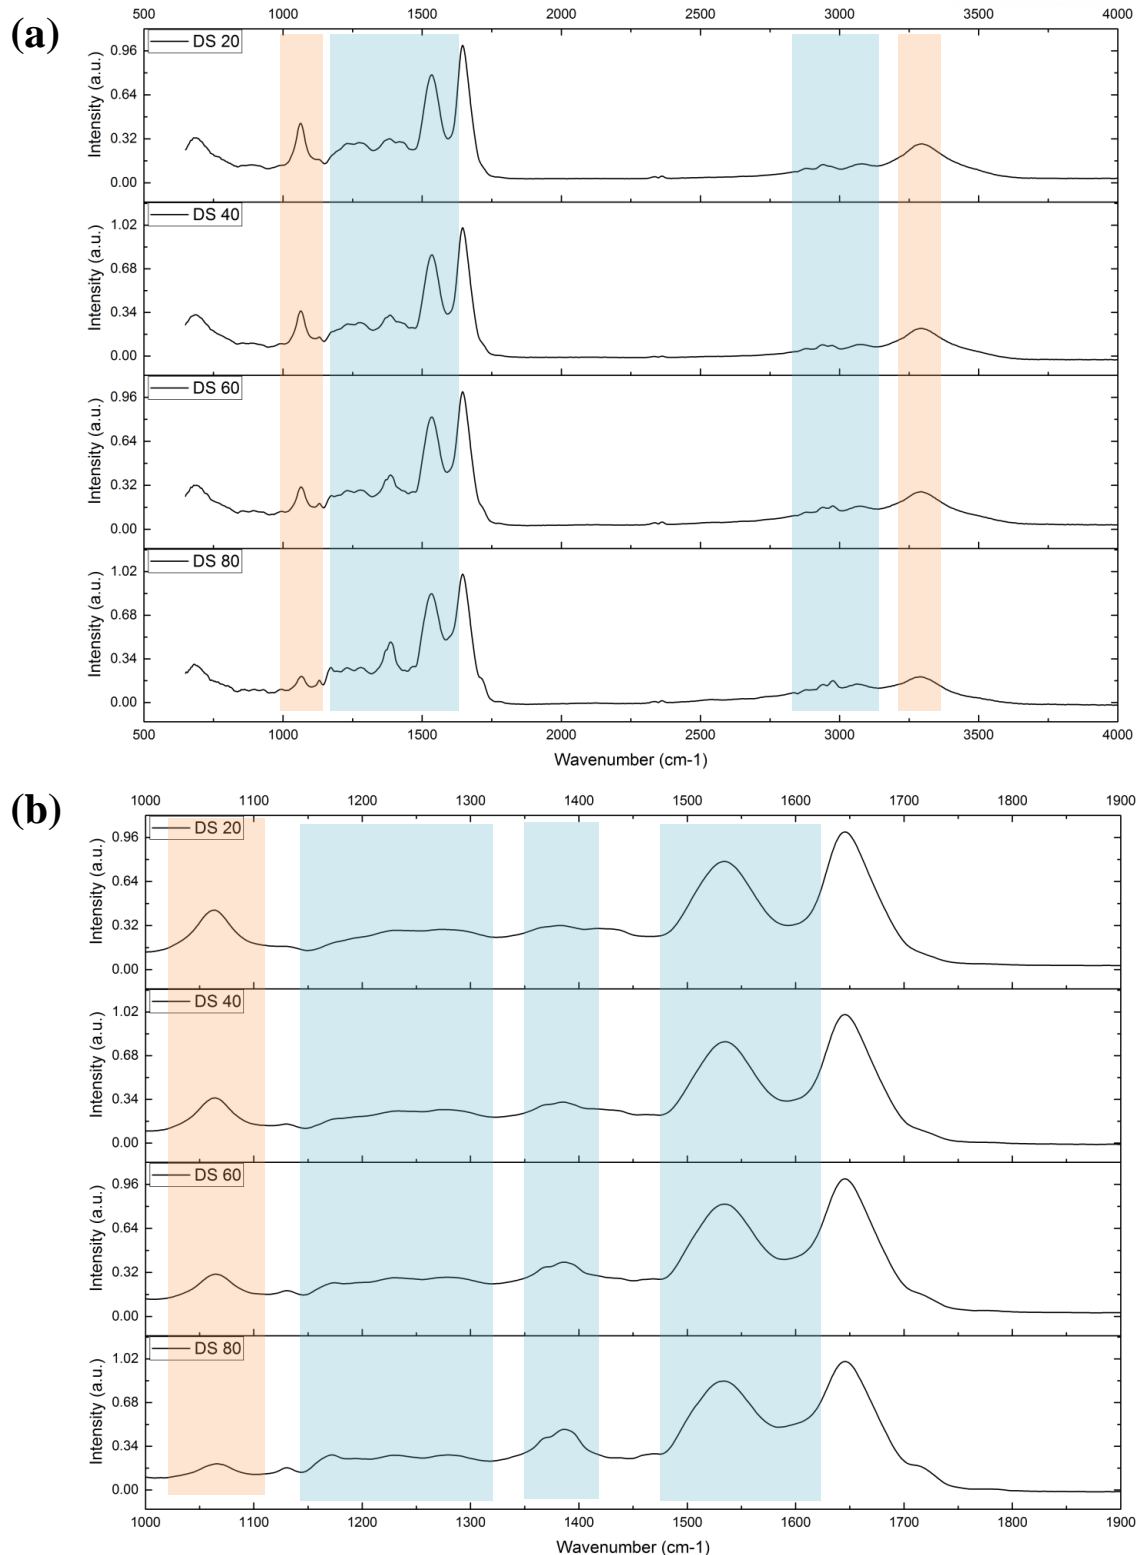 (a)
500 1000 1500 2000 2500 3000 3500 4000
DS 20
Intensity (a.u.)
0.96
0.64
0.32
0.00
DS 40
Intensity (a.u.)
1.02
0.68
0.34
0.00
DS 60
Intensity (a.u.)
0.96
0.64
0.32
0.00
DS 80
Intensity (a.u.)
1.02
0.68
0.34
0.00
500 1000 1500 2000 2500 3000 3500 4000
Wavenumber (cm-1)
(b)
1000 1100 1200 1300 1400 1500 1600 1700 1800 1900
DS 20
Intensity (a.u.)
0.96
0.64
0.32
0.00
DS 40
Intensity (a.u.)
1.02
0.68
0.34
0.00
DS 60
Intensity (a.u.)
0.96
0.64
0.32
0.00
DS 80
Intensity (a.u.)
1.02
0.68
0.34
0.00
1000 1100 1200 1300 1400 1500 1600 1700 1800 1900
Wavenumber (cm-1)